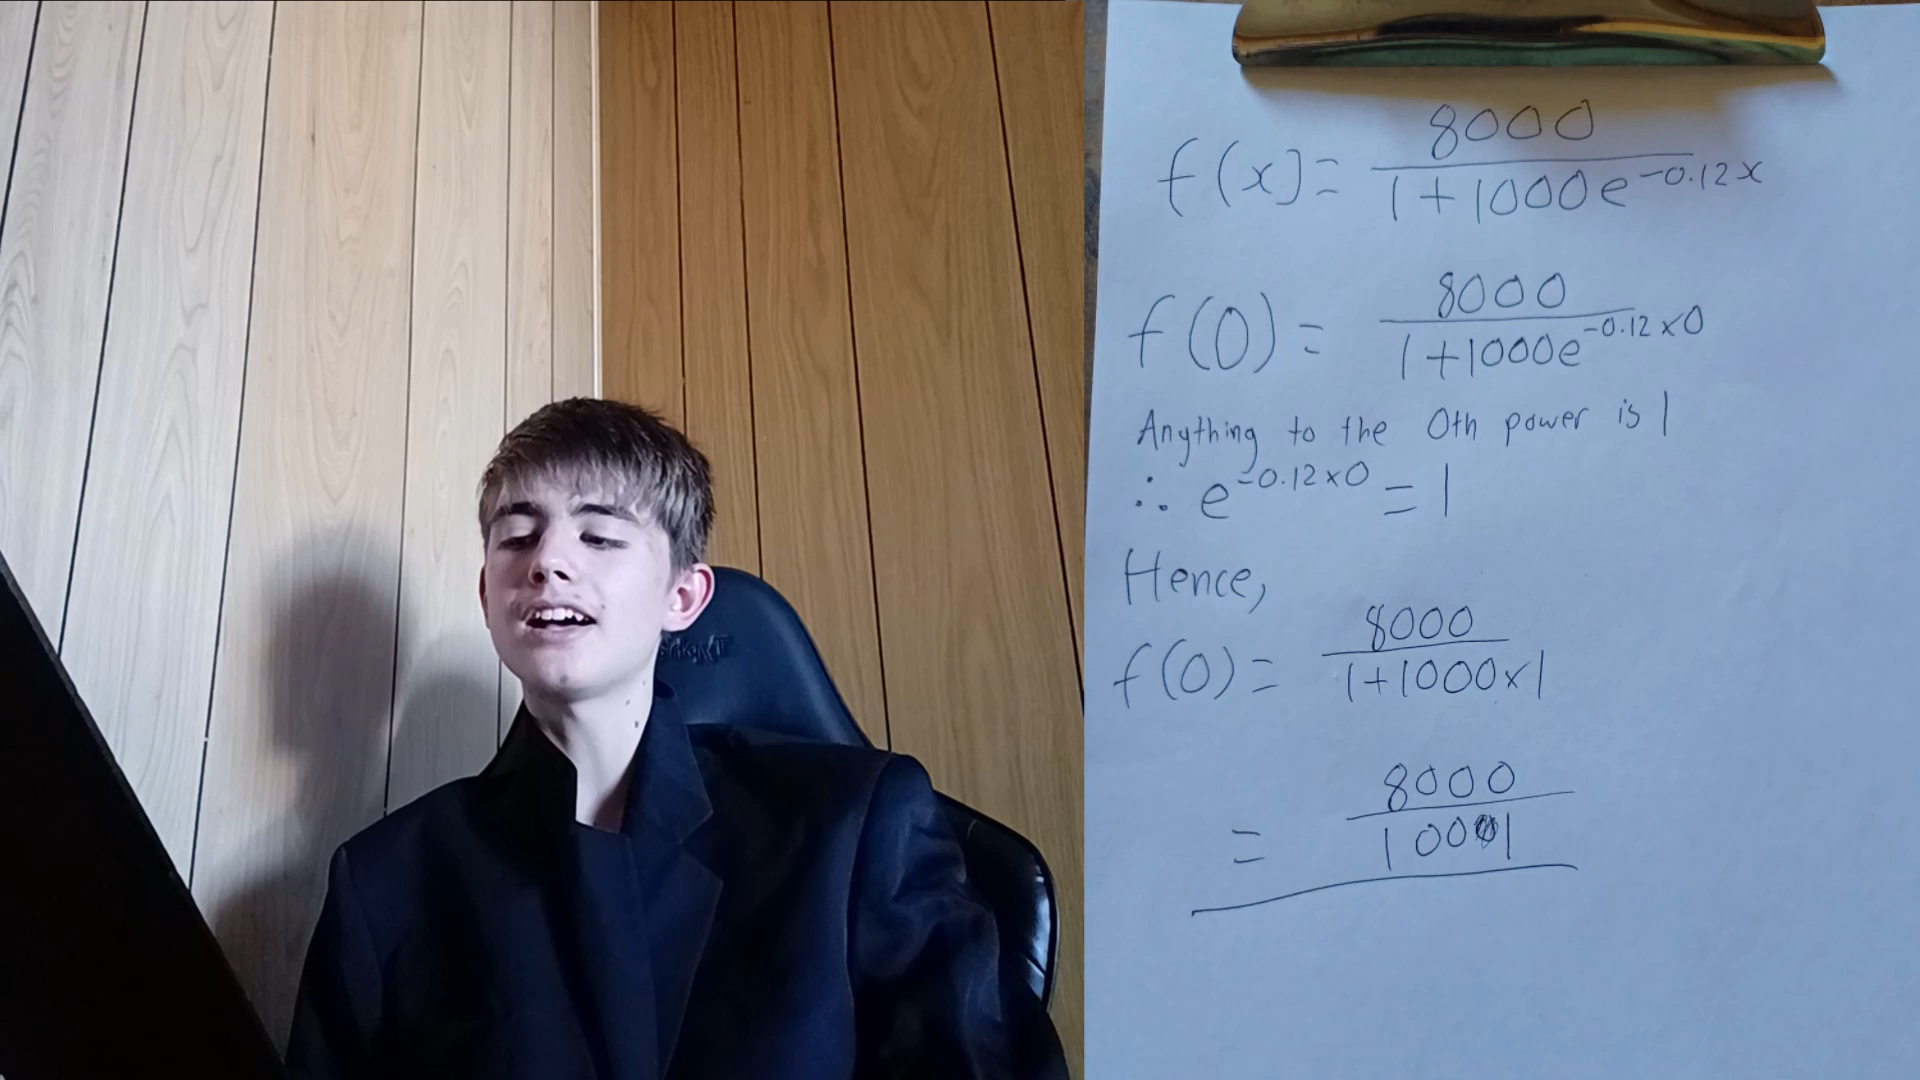 f(x) = 8000 / 1+1000e^-0.12x
f(0) = 8000 / 1+1000e^-0.12×0
Anything to the 0th power is 1
∴ e^-0.12×0 = 1
Hence,
f(0) = 8000 / 1+1000×1
= 8000 / 1001